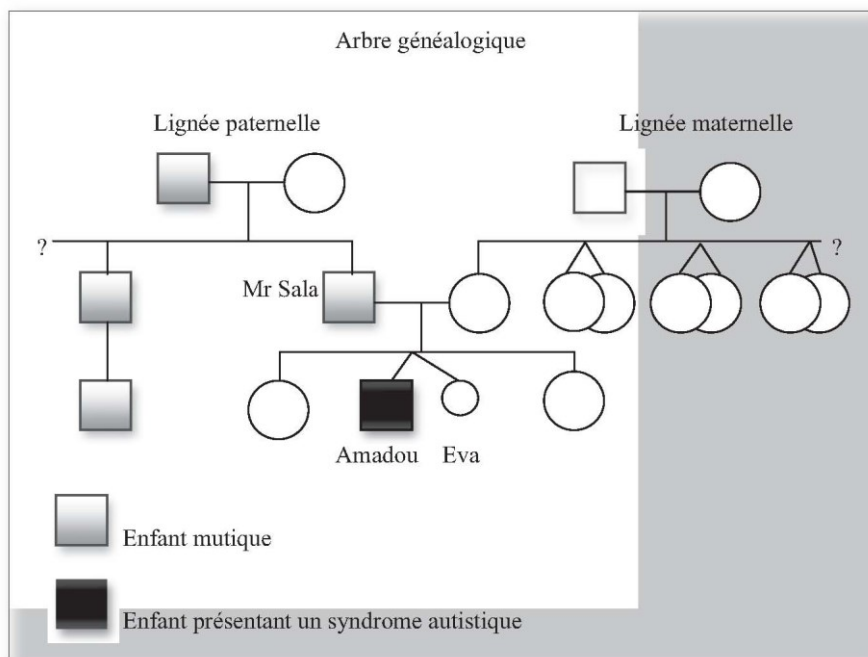 Arbre généalogique
Lignée paternelle
Lignée maternelle
?
?
Mr Sala
Amadou
Eva
Enfant mutique
Enfant présentant un syndrome autistique